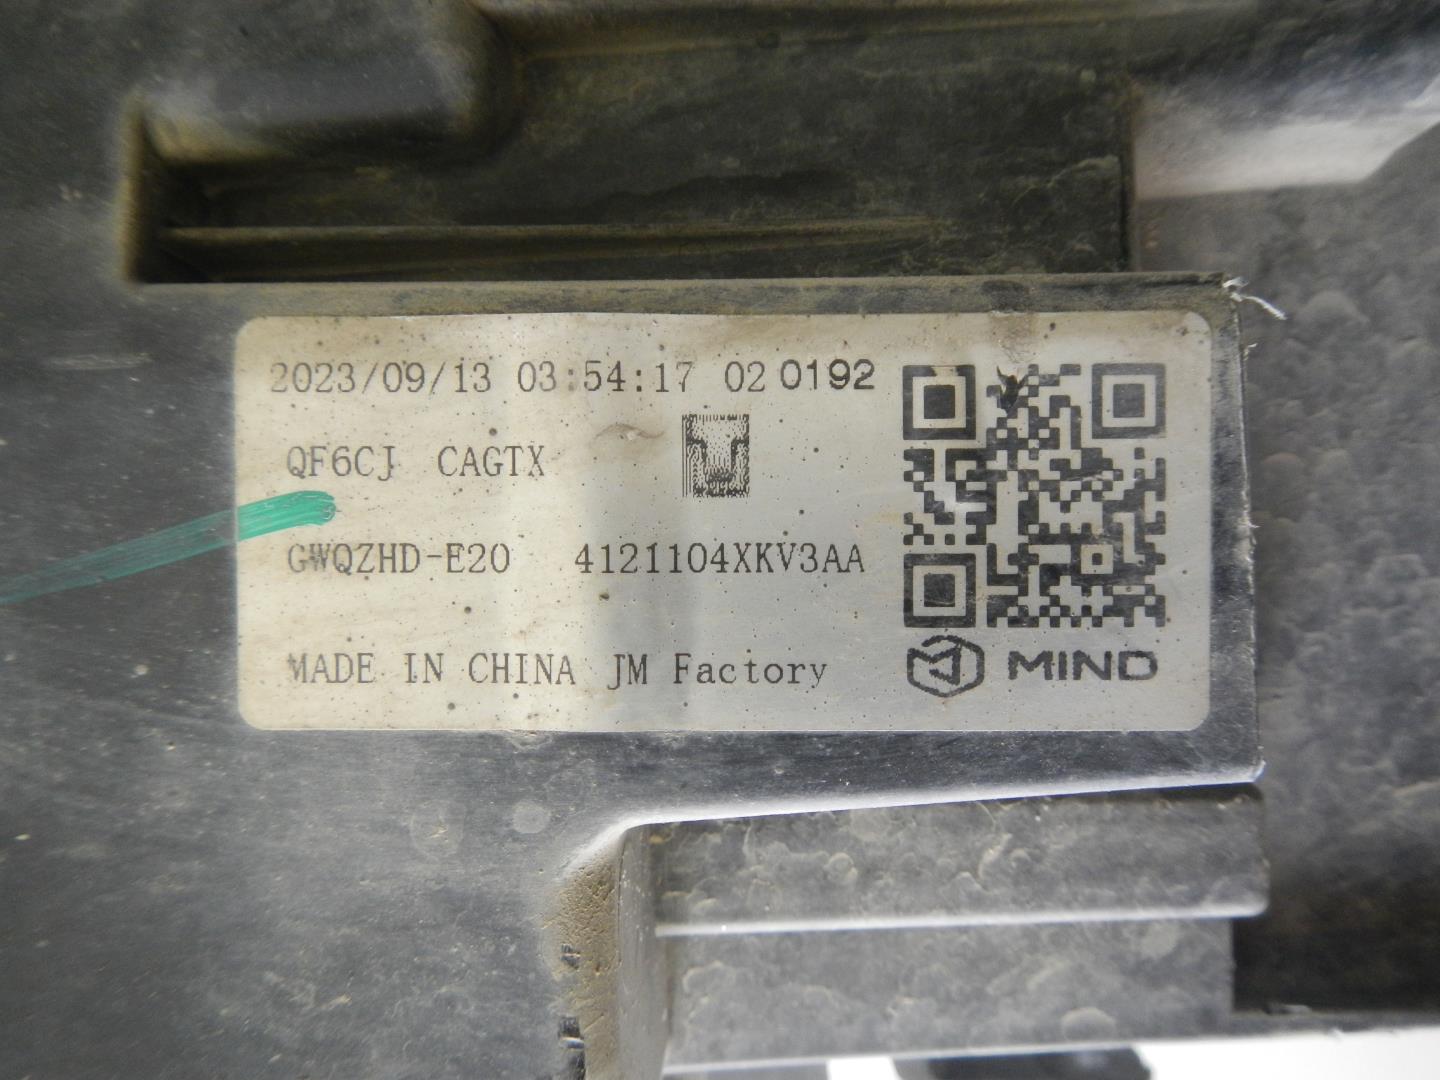 2023/09/13 03:54:17 02 0192
QF6CJ CAGTX
GWQZHD-E20 4121104XKV3AA
MADE IN CHINA JM Factory
MIND